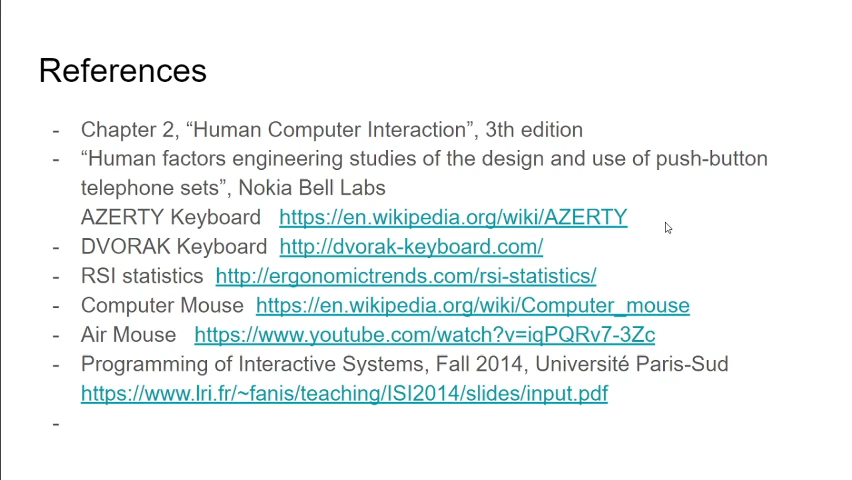 References
- Chapter 2, “Human Computer Interaction”, 3th edition
- “Human factors engineering studies of the design and use of push-button
telephone sets”, Nokia Bell Labs
AZERTY Keyboard https://en.wikipedia.org/wiki/AZERTY
- DVORAK Keyboard http://dvorak-keyboard.com/
- RSI statistics http://ergonomictrends.com/rsi-statistics/
- Computer Mouse https://en.wikipedia.org/wiki/Computer_mouse
- Air Mouse https://www.youtube.com/watch?v=iqPQRv7-3Zc
- Programming of Interactive Systems, Fall 2014, Université Paris-Sud
https://www.lri.fr/~fanis/teaching/ISI2014/slides/input.pdf
-